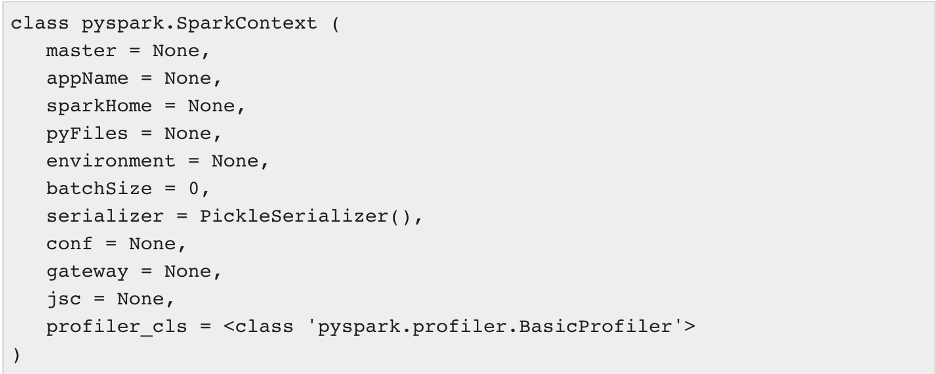 class pyspark.SparkContext (
   master = None,
   appName = None,
   sparkHome = None,
   pyFiles = None,
   environment = None,
   batchSize = 0,
   serializer = PickleSerializer(),
   conf = None,
   gateway = None,
   jsc = None,
   profiler_cls = <class 'pyspark.profiler.BasicProfiler'>
)